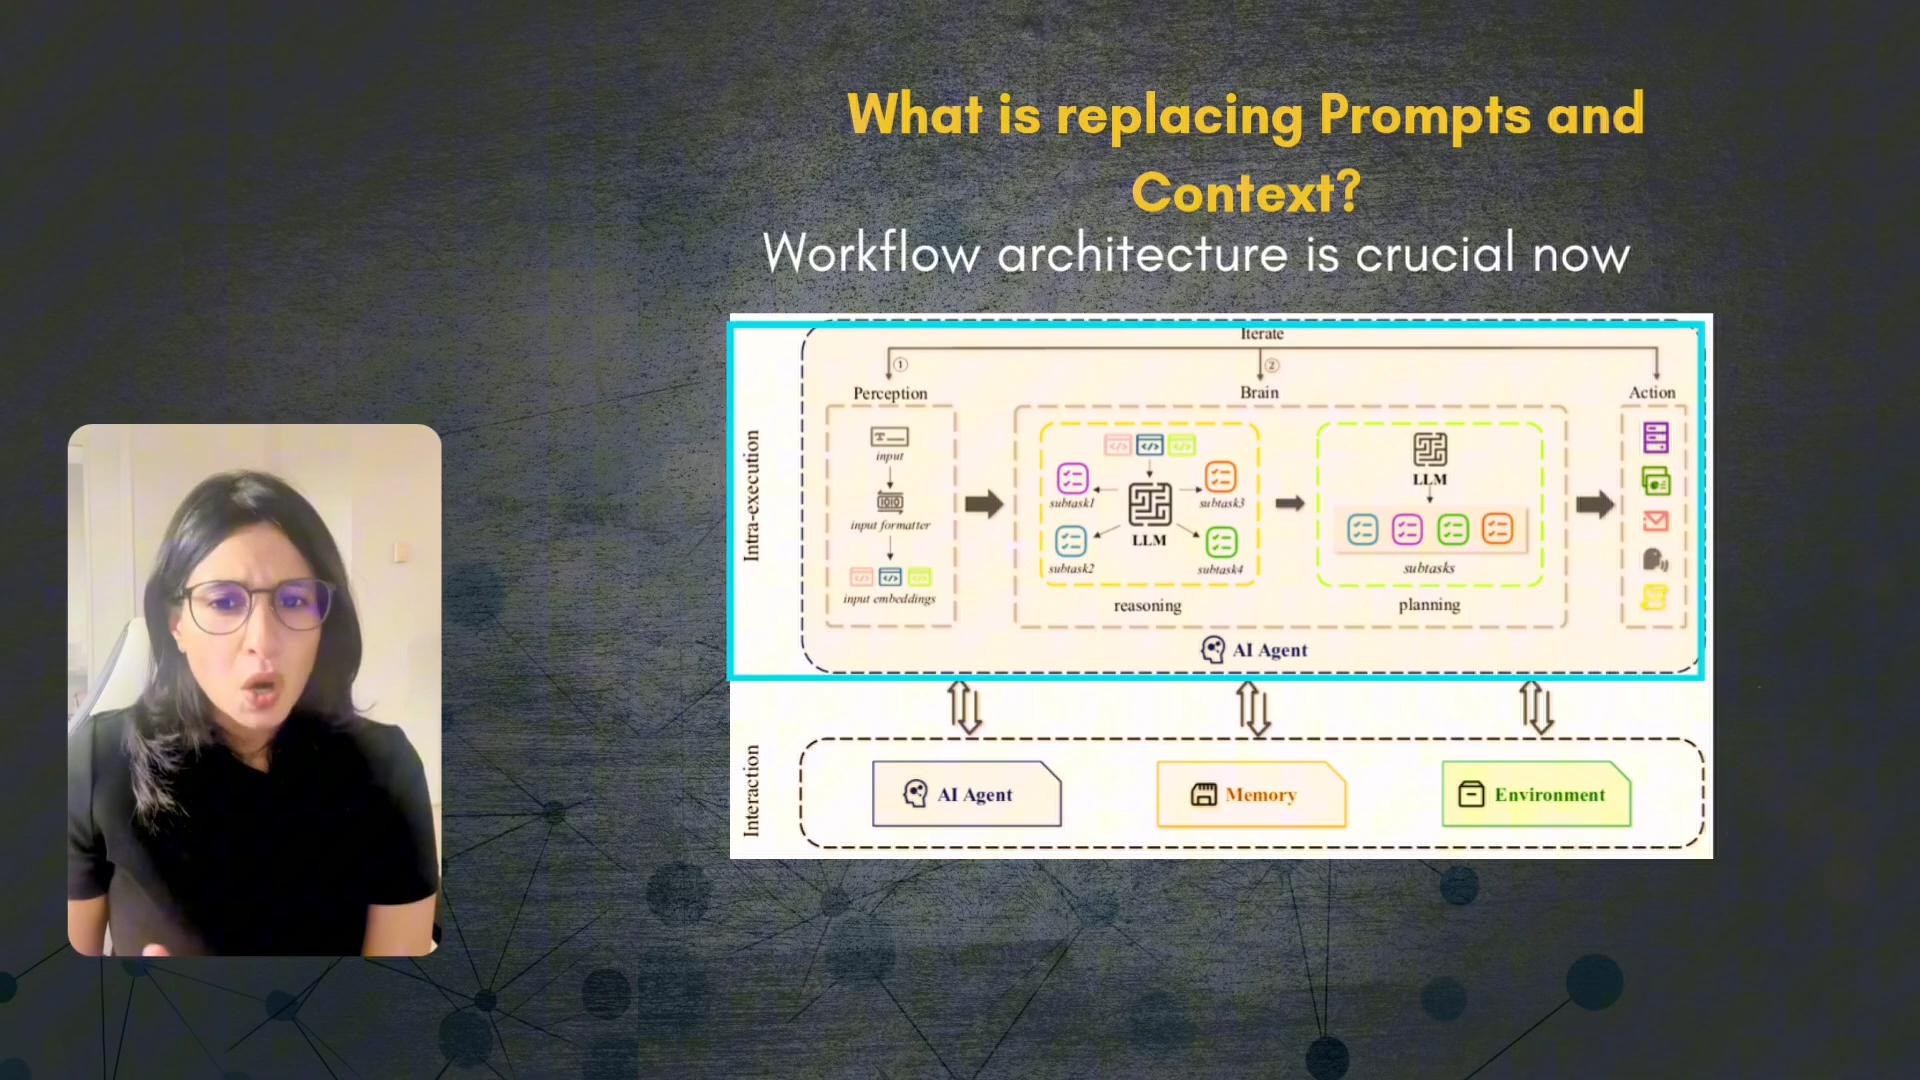 What is replacing Prompts and
Context?
Workflow architecture is crucial now
Iterate
① ②
Perception Brain Action
Intra-execution
input
input formatter
input embeddings
subtask1
subtask2
subtask3
subtask4
LLM
reasoning
LLM
subtasks
planning
AI Agent
Interaction
AI Agent
Memory
Environment